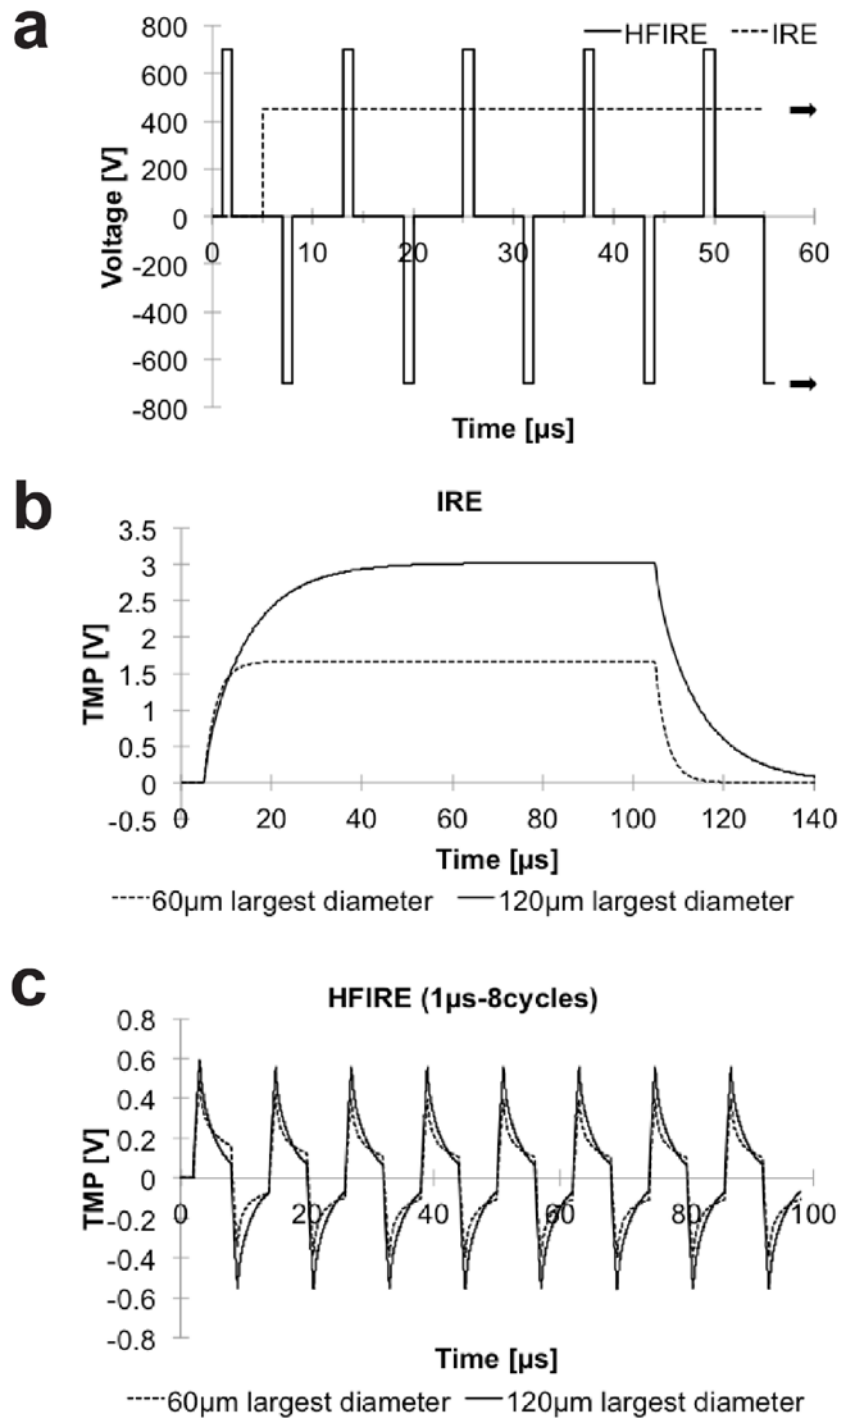 a
HFIRE IRE
800
600
400
200
0
-200
-400
-600
-800
Voltage [V]
0 10 20 30 40 50 60
Time [µs]
b
IRE
3.5
3
2.5
2
1.5
1
0.5
0
-0.5
TMP [V]
0 20 40 60 80 100 120 140
Time [µs]
60µm largest diameter 120µm largest diameter
c
HFIRE (1µs-8cycles)
0.8
0.6
0.4
0.2
0
-0.2
-0.4
-0.6
-0.8
TMP [V]
0 20 40 60 80 100
Time [µs]
60µm largest diameter 120µm largest diameter